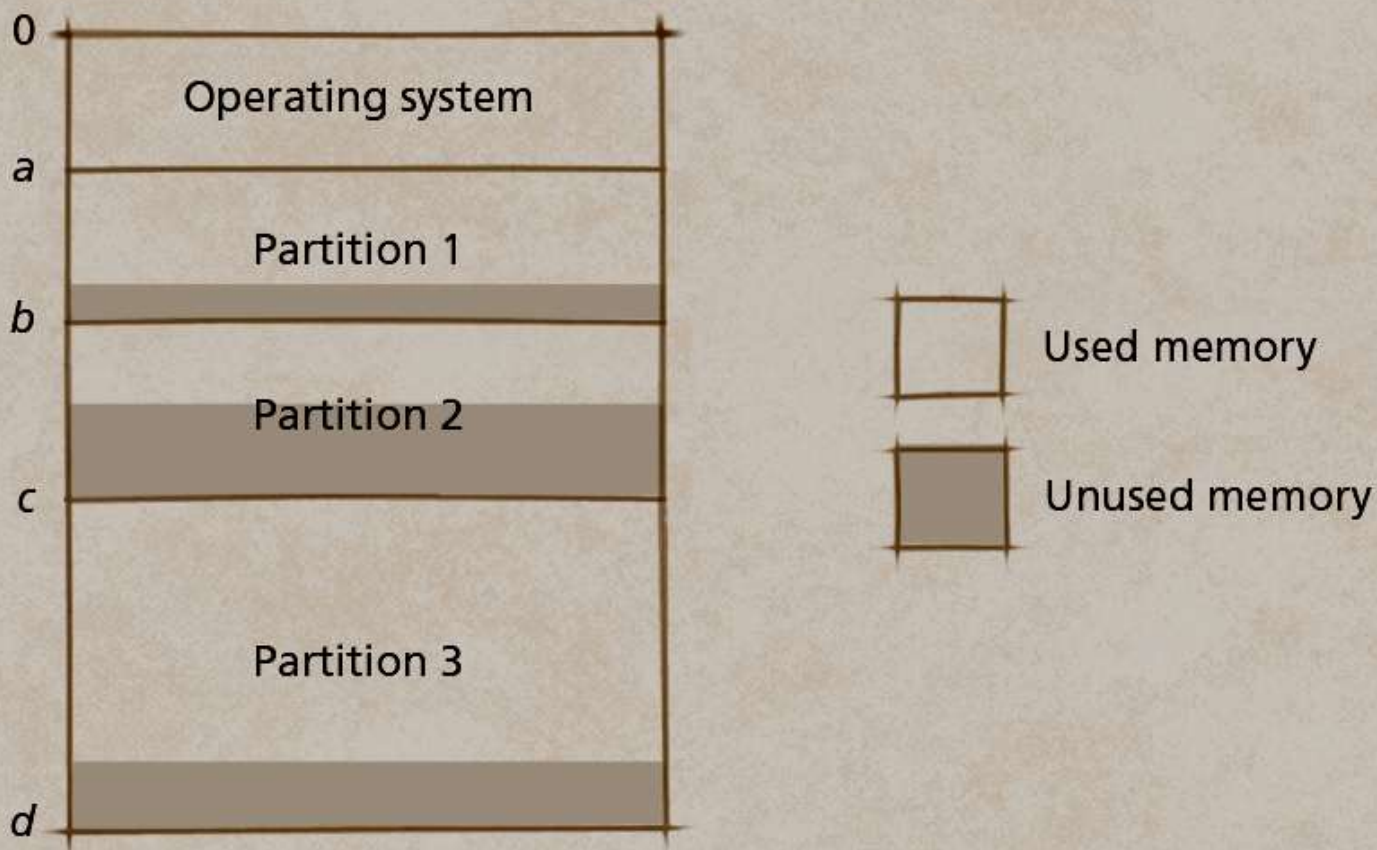 0
Operating system
a
Partition 1
b
Partition 2
c
Partition 3
d
Used memory
Unused memory